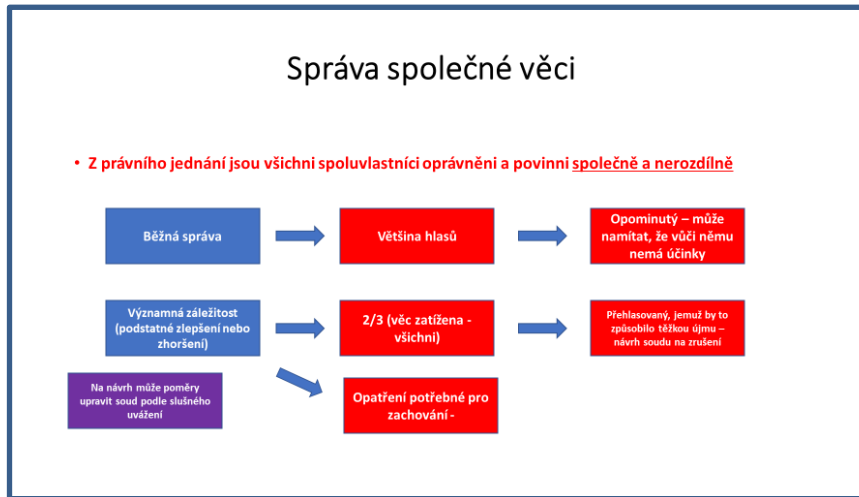 Správa společné věci
• Z právního jednání jsou všichni spoluvlastníci oprávněni a povinni společně a nerozdílně
Běžná správa
Většina hlasů
Opominutý – může
namítat, že vůči němu
nemá účinky
Významná záležitost
(podstatné zlepšení nebo
zhoršení)
2/3 (věc zatížena -
všichni)
Přehlasovaný, jemuž by to
způsobilo těžkou újmu –
návrh soudu na zrušení
Na návrh může poměry
upravit soud podle slušného
uvážení
Opatření potřebné pro
zachování -